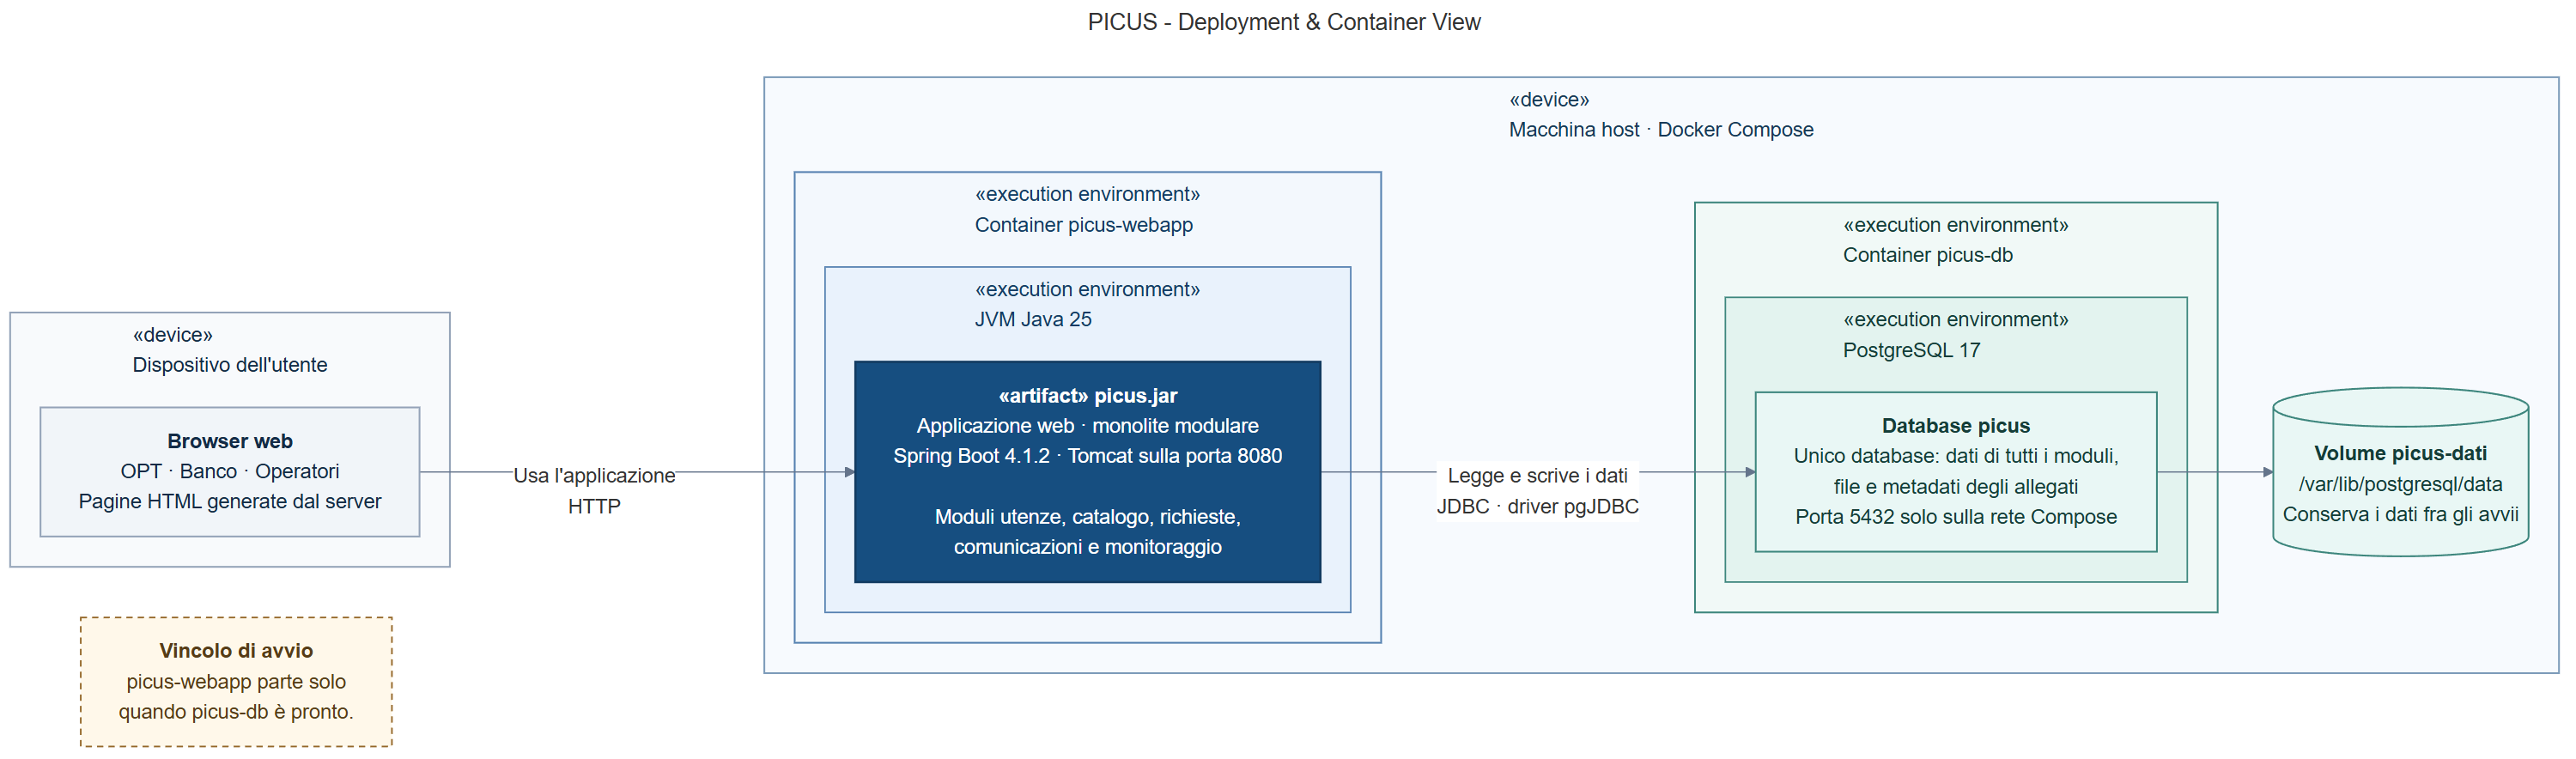 PICUS - Deployment & Container View
«device»
Macchina host · Docker Compose
«execution environment»
Container picus-webapp
«execution environment»
JVM Java 25
«artifact» picus.jar
Applicazione web · monolite modulare
Spring Boot 4.1.2 · Tomcat sulla porta 8080
Moduli utenze, catalogo, richieste,
comunicazioni e monitoraggio
«execution environment»
Container picus-db
«execution environment»
PostgreSQL 17
Database picus
Unico database: dati di tutti i moduli,
file e metadati degli allegati
Porta 5432 solo sulla rete Compose
Volume picus-dati
/var/lib/postgresql/data
Conserva i dati fra gli avvii
«device»
Dispositivo dell'utente
Browser web
OPT · Banco · Operatori
Pagine HTML generate dal server
Usa l'applicazione
HTTP
Legge e scrive i dati
JDBC · driver pgJDBC
Vincolo di avvio
picus-webapp parte solo
quando picus-db è pronto.